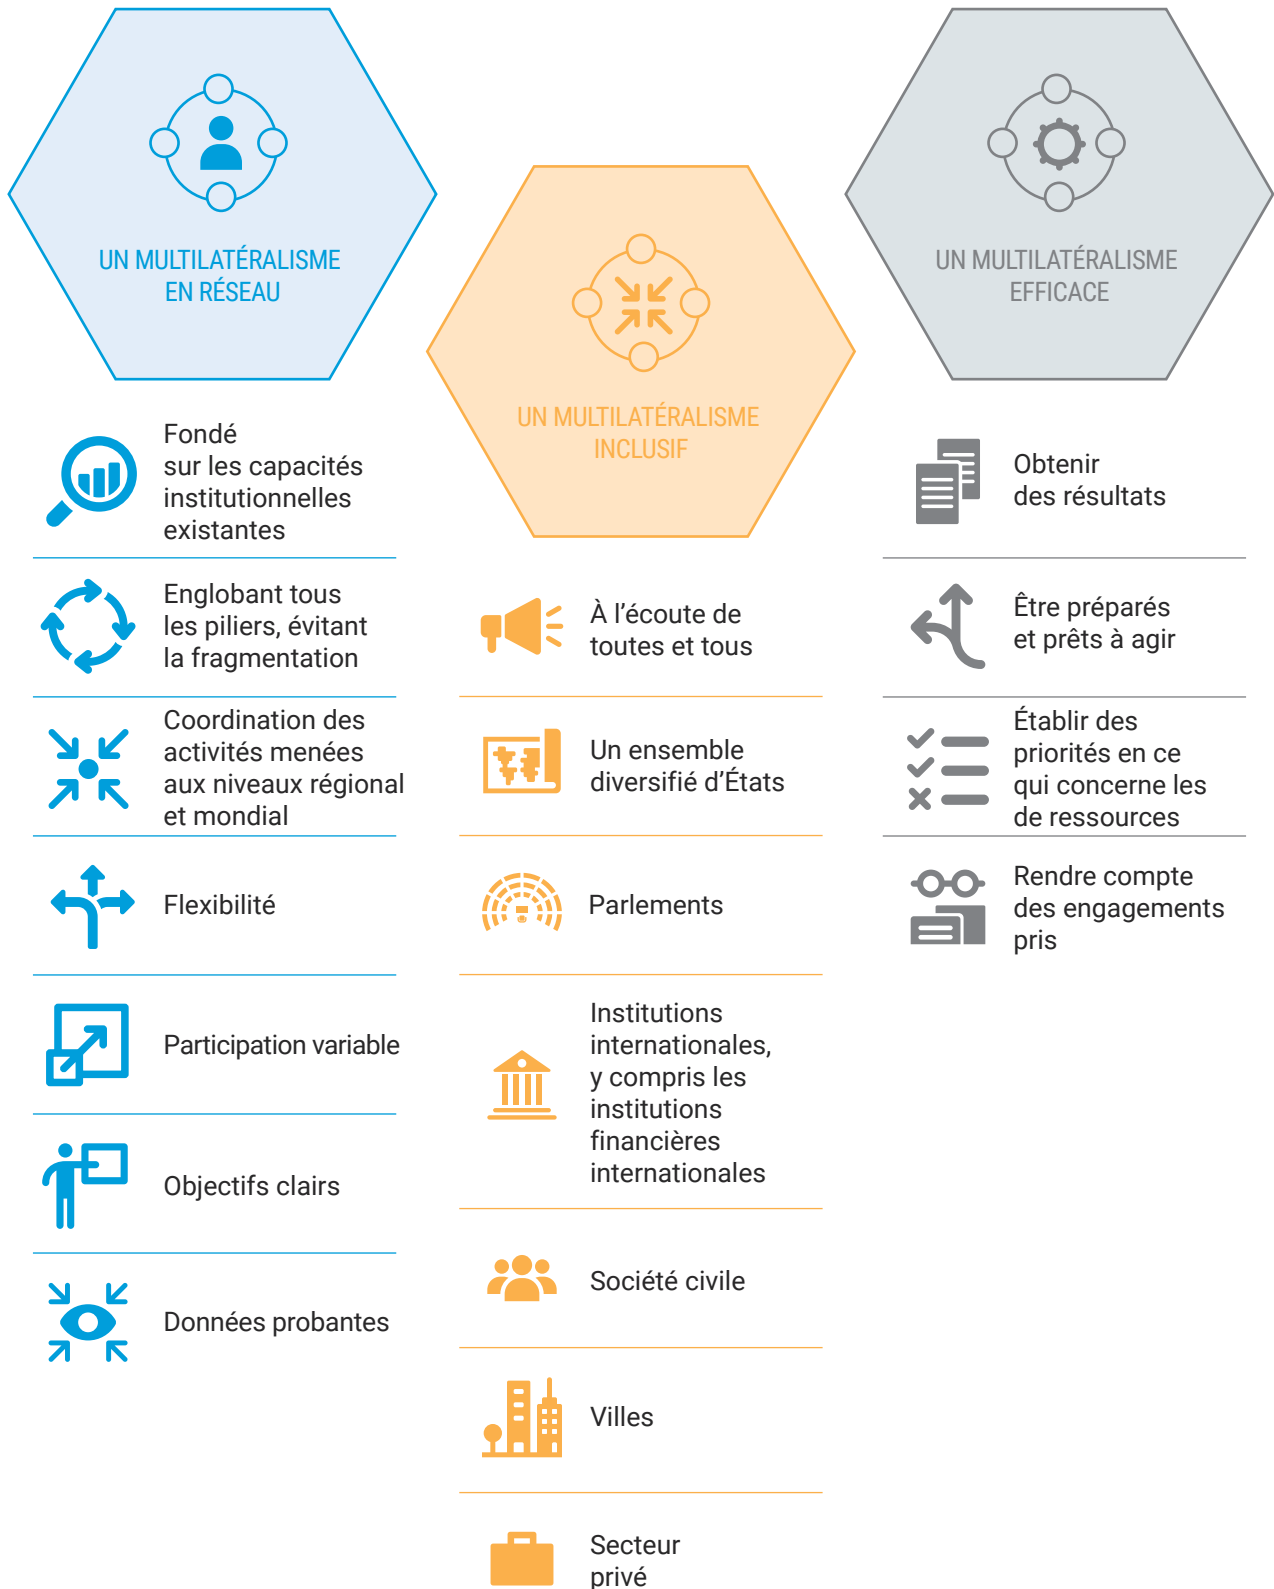 UN MULTILATÉRALISME
EN RÉSEAU
Fondé
sur les capacités
institutionnelles
existantes
Englobant tous
les piliers, évitant
la fragmentation
Coordination des
activités menées
aux niveaux régional
et mondial
Flexibilité
Participation variable
Objectifs clairs
Données probantes
UN MULTILATÉRALISME
INCLUSIF
À l’écoute de
toutes et tous
Un ensemble
diversifié d’États
Parlements
Institutions
internationales,
y compris les
institutions
financières
internationales
Société civile
Villes
Secteur
privé
UN MULTILATÉRALISME
EFFICACE
Obtenir
des résultats
Être préparés
et prêts à agir
Établir des
priorités en ce
qui concerne les
de ressources
Rendre compte
des engagements
pris